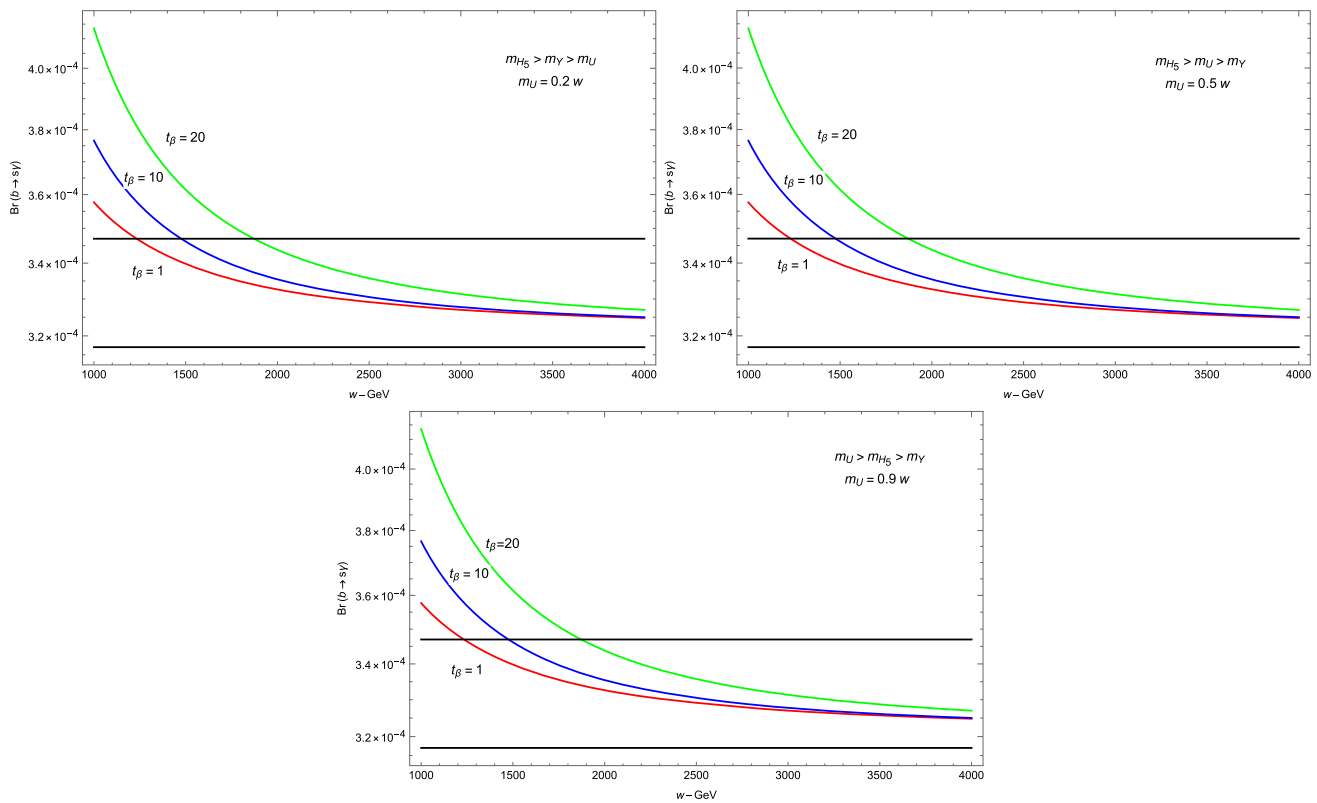 m_{H_5} > m_Y > m_U
m_U = 0.2 w
t_β = 20
t_β = 10
t_β = 1
Br (b → sγ)
4.0×10^{-4}
3.8×10^{-4}
3.6×10^{-4}
3.4×10^{-4}
3.2×10^{-4}
1000 1500 2000 2500 3000 3500 4000
w – GeV
m_{H_5} > m_U > m_Y
m_U = 0.5 w
t_β = 20
t_β = 10
t_β = 1
Br (b → sγ)
4.0×10^{-4}
3.8×10^{-4}
3.6×10^{-4}
3.4×10^{-4}
3.2×10^{-4}
1000 1500 2000 2500 3000 3500 4000
w – GeV
m_U > m_{H_5} > m_Y
m_U = 0.9 w
t_β=20
t_β = 10
t_β = 1
Br (b → sγ)
4.0×10^{-4}
3.8×10^{-4}
3.6×10^{-4}
3.4×10^{-4}
3.2×10^{-4}
1000 1500 2000 2500 3000 3500 4000
w – GeV